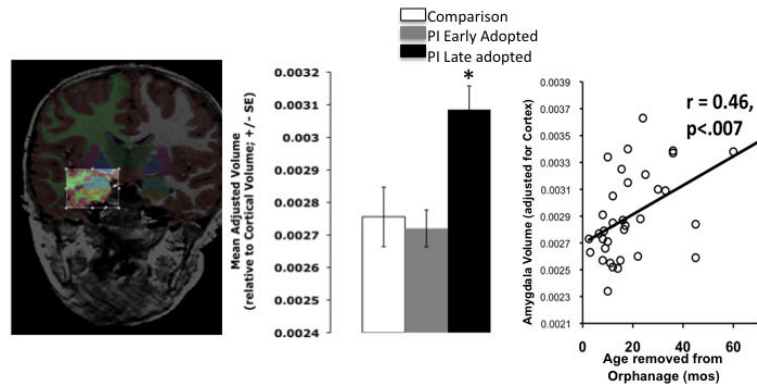 Comparison
PI Early Adopted
PI Late adopted
Mean Adjusted Volume
(relative to Cortical Volume; +/- SE)
0.0032
0.0031
0.003
0.0029
0.0028
0.0027
0.0026
0.0025
0.0024
*
Amygdala Volume (adjusted for Cortex)
0.0039
0.0037
0.0035
0.0033
0.0031
0.0029
0.0027
0.0025
0.0023
0.0021
r = 0.46,
p<.007
0 20 40 60
Age removed from
Orphanage (mos)